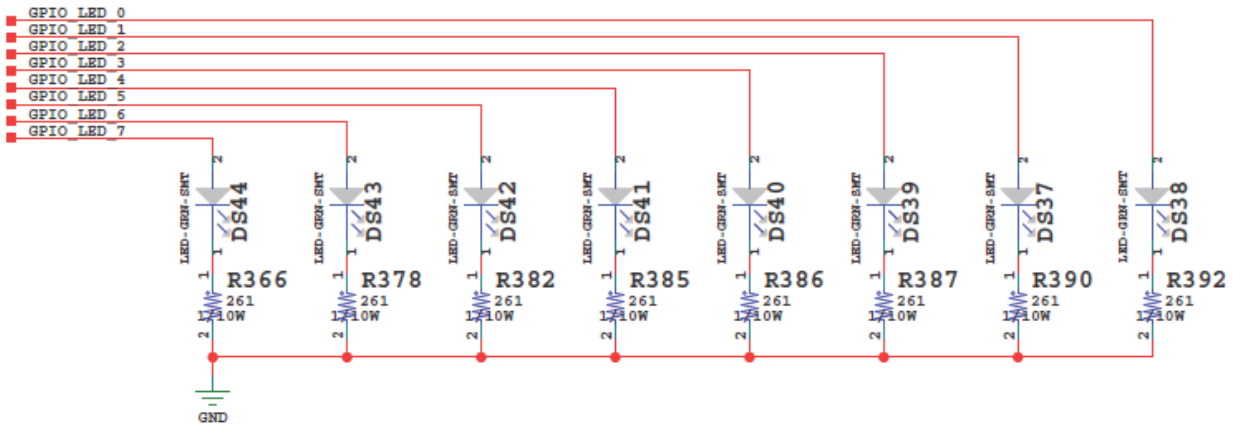 GPIO_LED_0
GPIO_LED_1
GPIO_LED_2
GPIO_LED_3
GPIO_LED_4
GPIO_LED_5
GPIO_LED_6
GPIO_LED_7
2 2 2 2 2 2 2 2
LED-GRN-SMT DS44 LED-GRN-SMT DS43 LED-GRN-SMT DS42 LED-GRN-SMT DS41 LED-GRN-SMT DS40 LED-GRN-SMT DS39 LED-GRN-SMT DS37 LED-GRN-SMT DS38
1 1 1 1 1 1 1 1
1 R366 1 R378 1 R382 1 R385 1 R386 1 R387 1 R390 1 R392
261 261 261 261 261 261 261 261
1/10W 1/10W 1/10W 1/10W 1/10W 1/10W 1/10W 1/10W
2 2 2 2 2 2 2 2
GND